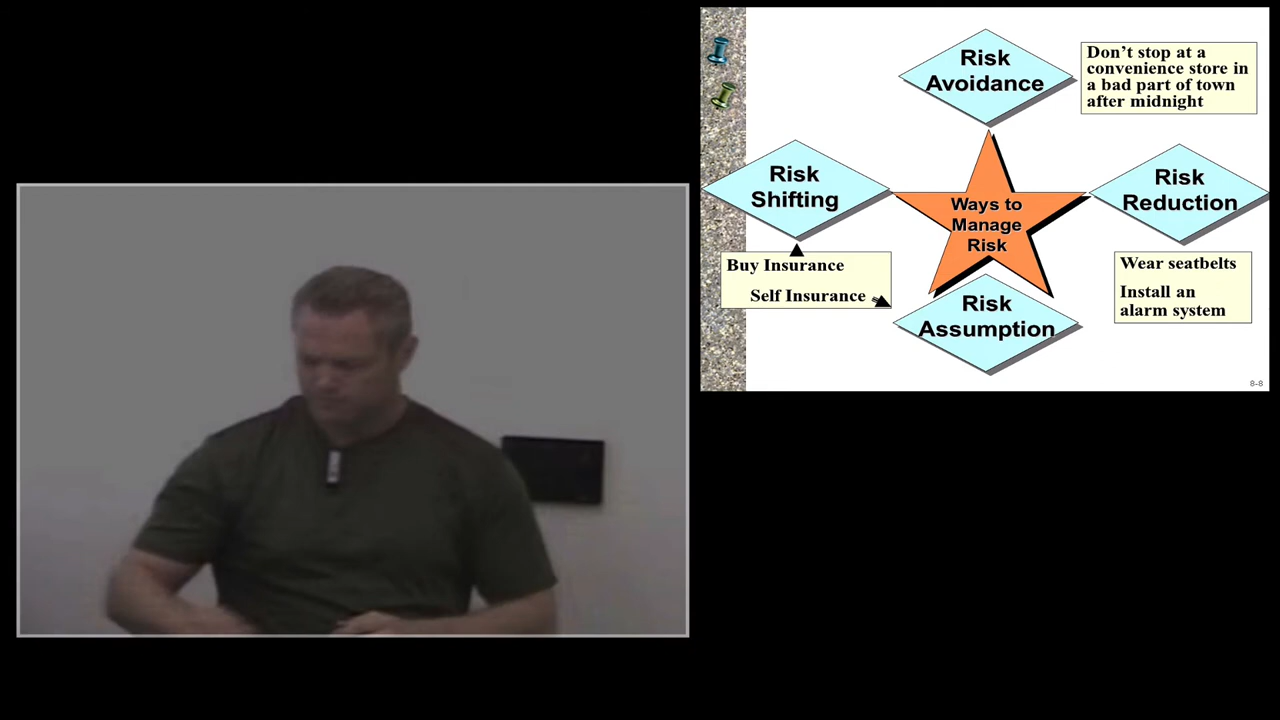 Risk
Avoidance
Don’t stop at a
convenience store in
a bad part of town
after midnight
Risk
Shifting
Ways to
Manage
Risk
Risk
Reduction
Buy Insurance
Self Insurance
Risk
Assumption
Wear seatbelts
Install an
alarm system
8-8